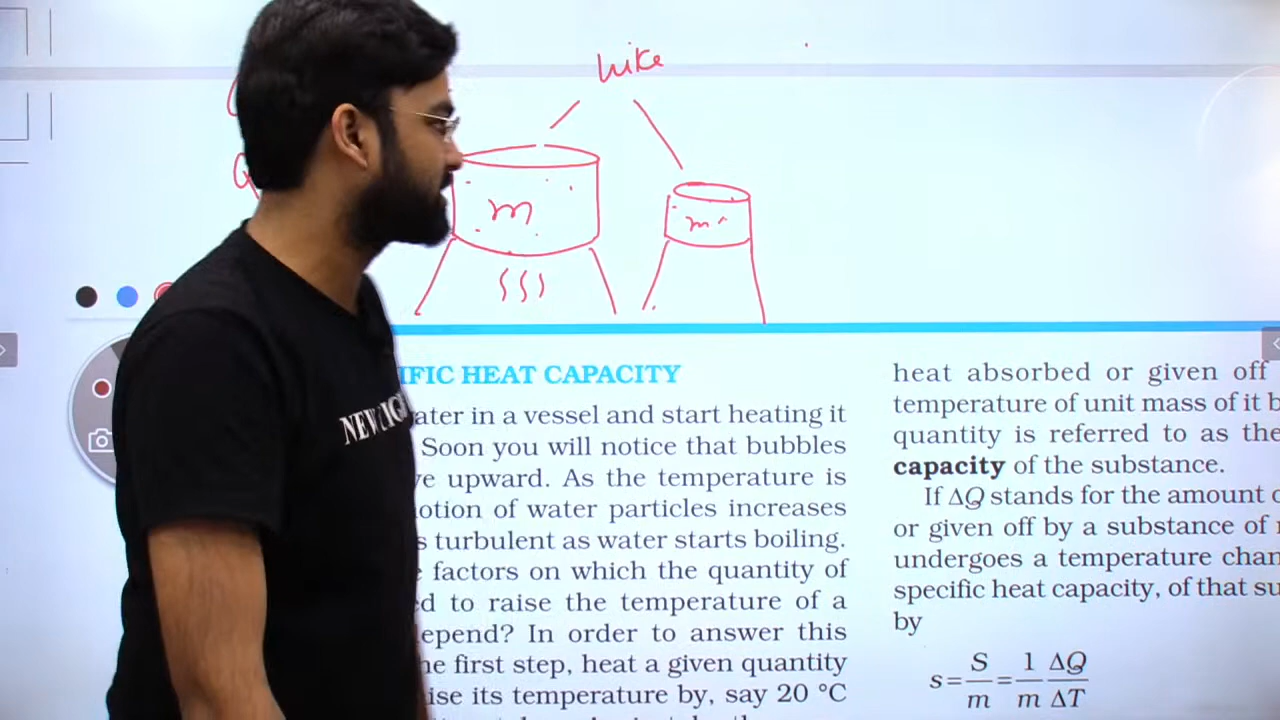 hike
Q
m
m
IFIC HEAT CAPACITY
ater in a vessel and start heating it
Soon you will notice that bubbles
e upward. As the temperature is
otion of water particles increases
s turbulent as water starts boiling.
factors on which the quantity of
d to raise the temperature of a
epend? In order to answer this
he first step, heat a given quantity
ise its temperature by, say 20 °C
heat absorbed or given off
temperature of unit mass of it b
quantity is referred to as the
capacity of the substance.
If ΔQ stands for the amount
or given off by a substance of
undergoes a temperature chan
specific heat capacity, of that su
by
s = S/m = 1/m ΔQ/ΔT
NEW